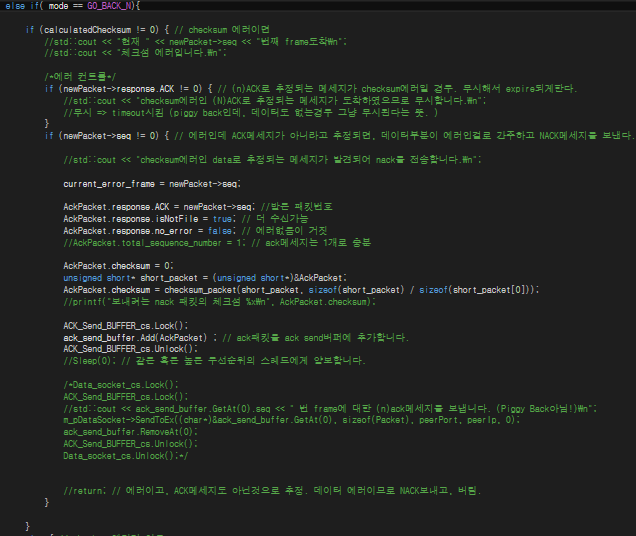 else if( mode == GO_BACK_N){
if (calculatedChecksum != 0) { // checksum 에러이면
//std::cout << "현재 " << newPacket->seq << "번째 frame도착\n";
//std::cout << "체크섬 에러입니다.\n";
/*에러 컨트롤*/
if (newPacket->response.ACK != 0) { // (n)ACK로 추정되는 메세지가 checksum에러일 경우. 무시해서 expire되게한다.
//std::cout << "checksum에러인 (N)ACK로 추정되는 메세지가 도착하였으므로 무시합니다.\n";
//무시 => timeout시킴 (piggy back인데, 데이터도 없는경우 그냥 무시된다는 뜻. )
}
if (newPacket->seq != 0) { // 에러인데 ACK메세지가 아니라고 추정되면, 데이터부분이 에러인걸로 간주하고 NACK메세지를 보낸다.
//std::cout << "checksum에러인 data로 추정되는 메세지가 발견되어 nack를 전송합니다.\n";
current_error_frame = newPacket->seq;
AckPacket.response.ACK = newPacket->seq; //받은 패킷번호
AckPacket.response.isNotFile = true; // 더 수신가능
AckPacket.response.no_error = false; // 에러없음이 거짓
//AckPacket.total_sequence_number = 1; // ack메세지는 1개로 충분
AckPacket.checksum = 0;
unsigned short* short_packet = (unsigned short*)&AckPacket;
AckPacket.checksum = checksum_packet(short_packet, sizeof(short_packet) / sizeof(short_packet[0]));
//printf("보내려는 nack 패킷의 체크섬 %x\n", AckPacket.checksum);
ACK_Send_BUFFER_cs.Lock();
ack_send_buffer.Add(AckPacket) ; // ack패킷을 ack send버퍼에 추가합니다.
ACK_Send_BUFFER_cs.Unlock();
//Sleep(0); // 같은 혹은 높은 우선순위의 스레드에게 양보합니다.
/*Data_socket_cs.Lock();
ACK_Send_BUFFER_cs.Lock();
//std::cout << ack_send_buffer.GetAt(0).seq << " 번 frame에 대한 (n)ack메세지를 보냅니다. (Piggy Back아님!)\n";
m_pDataSocket->SendToEx((char*)&ack_send_buffer.GetAt(0), sizeof(Packet), peerPort, peerIp, 0);
ack_send_buffer.RemoveAt(0);
ACK_Send_BUFFER_cs.Unlock();
Data_socket_cs.Unlock();*/
//return; // 에러이고, ACK메세지도 아닌것으로 추정. 데이터 에러이므로 NACK보내고, 버림.
}
}